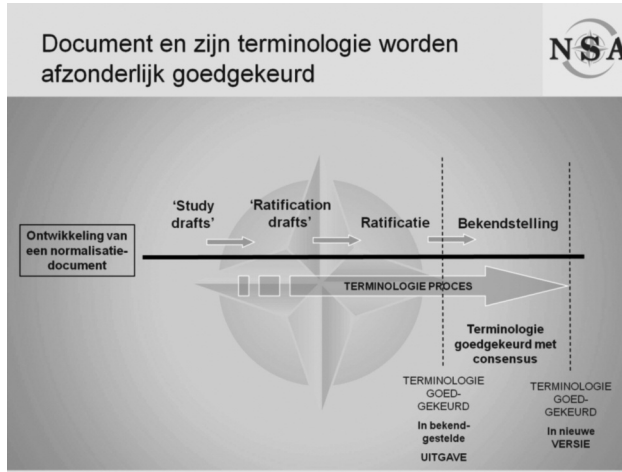 Document en zijn terminologie worden
afzonderlijk goedgekeurd
NSA
'Study
drafts'
'Ratification
drafts'
Ratificatie
Bekendstelling
Ontwikkeling van
een normalisatie-
document
TERMINOLOGIE PROCES
Terminologie
goedgekeurd met
consensus
TERMINOLOGIE
GOED-
GEKEURD
In bekend-
gestelde
UITGAVE
TERMINOLOGIE
GOED-
GEKEURD
In nieuwe
VERSIE